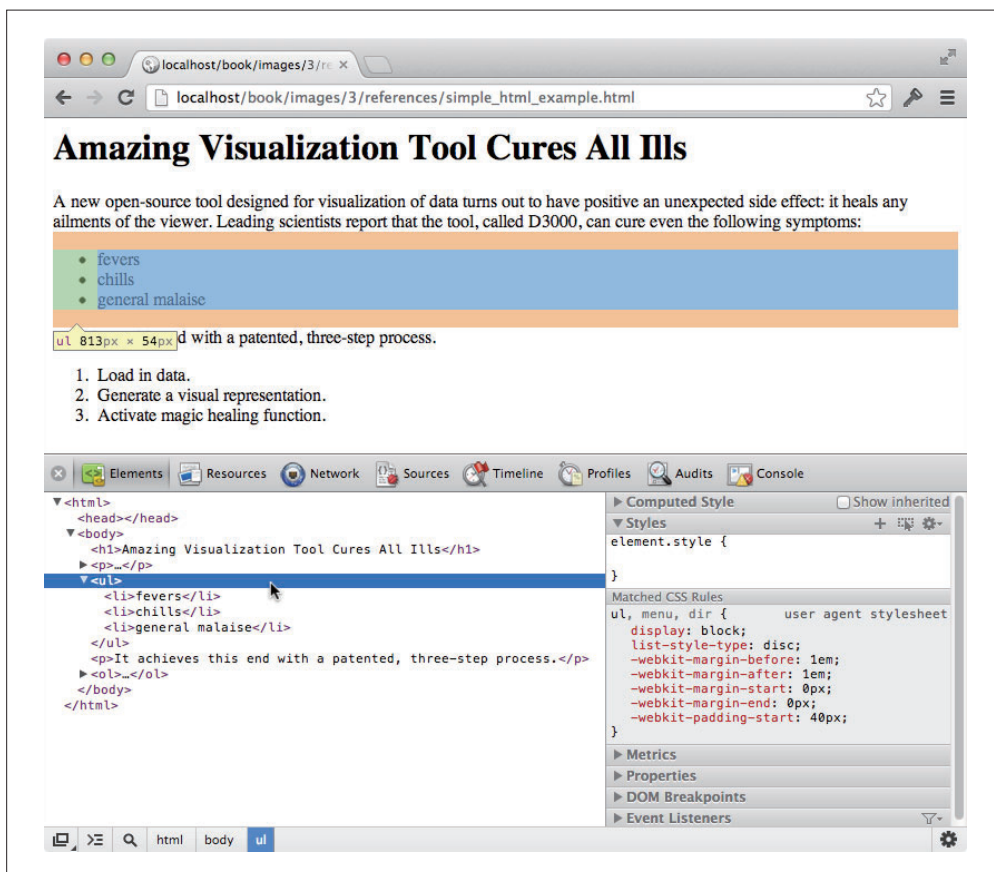 localhost/book/images/3/re ×
localhost/book/images/3/references/simple_html_example.html
Amazing Visualization Tool Cures All Ills
A new open-source tool designed for visualization of data turns out to have positive an unexpected side effect: it heals any
ailments of the viewer. Leading scientists report that the tool, called D3000, can cure even the following symptoms:
• fevers
• chills
• general malaise
ul 813px × 54px d with a patented, three-step process.
1. Load in data.
2. Generate a visual representation.
3. Activate magic healing function.
Elements Resources Network Sources Timeline Profiles Audits Console
▼<html>
<head></head>
▼<body>
<h1>Amazing Visualization Tool Cures All Ills</h1>
▶<p>…</p>
▼<ul>
<li>fevers</li>
<li>chills</li>
<li>general malaise</li>
</ul>
<p>It achieves this end with a patented, three-step process.</p>
▶<ol>…</ol>
</body>
</html>
▶ Computed Style Show inherited
▼ Styles
element.style {
}
Matched CSS Rules
ul, menu, dir { user agent stylesheet
display: block;
list-style-type: disc;
-webkit-margin-before: 1em;
-webkit-margin-after: 1em;
-webkit-margin-start: 0px;
-webkit-margin-end: 0px;
-webkit-padding-start: 40px;
}
▶ Metrics
▶ Properties
▶ DOM Breakpoints
▶ Event Listeners
html body ul